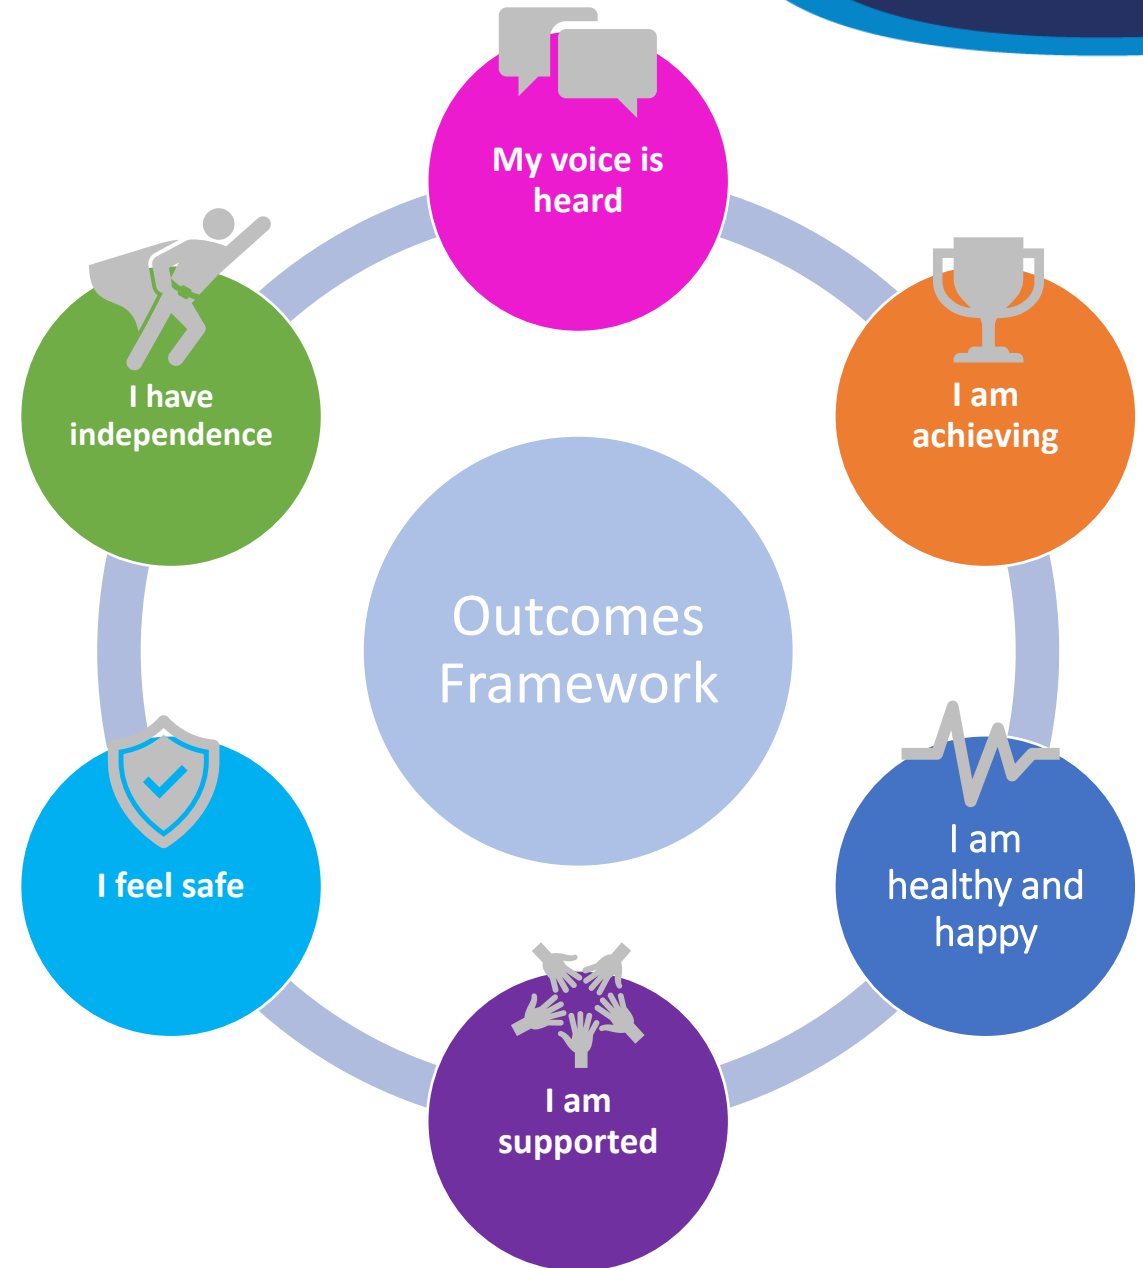 My voice is
heard
I am
achieving
I am
healthy and
happy
I am
supported
I feel safe
I have
independence
Outcomes
Framework